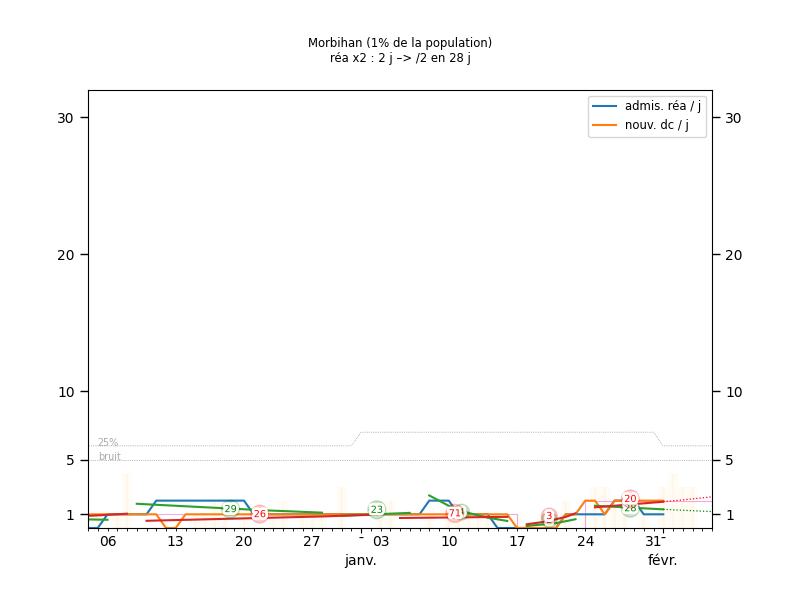 Morbihan (1% de la population)
réa x2 : 2 j –> /2 en 28 j
admis. réa / j
nouv. dc / j
30 30
20 20
10 10
25%
bruit
5 5
1 1
29 26 23 71 3 20 28
06 13 20 27 - 03 10 17 24 31 -
janv. févr.